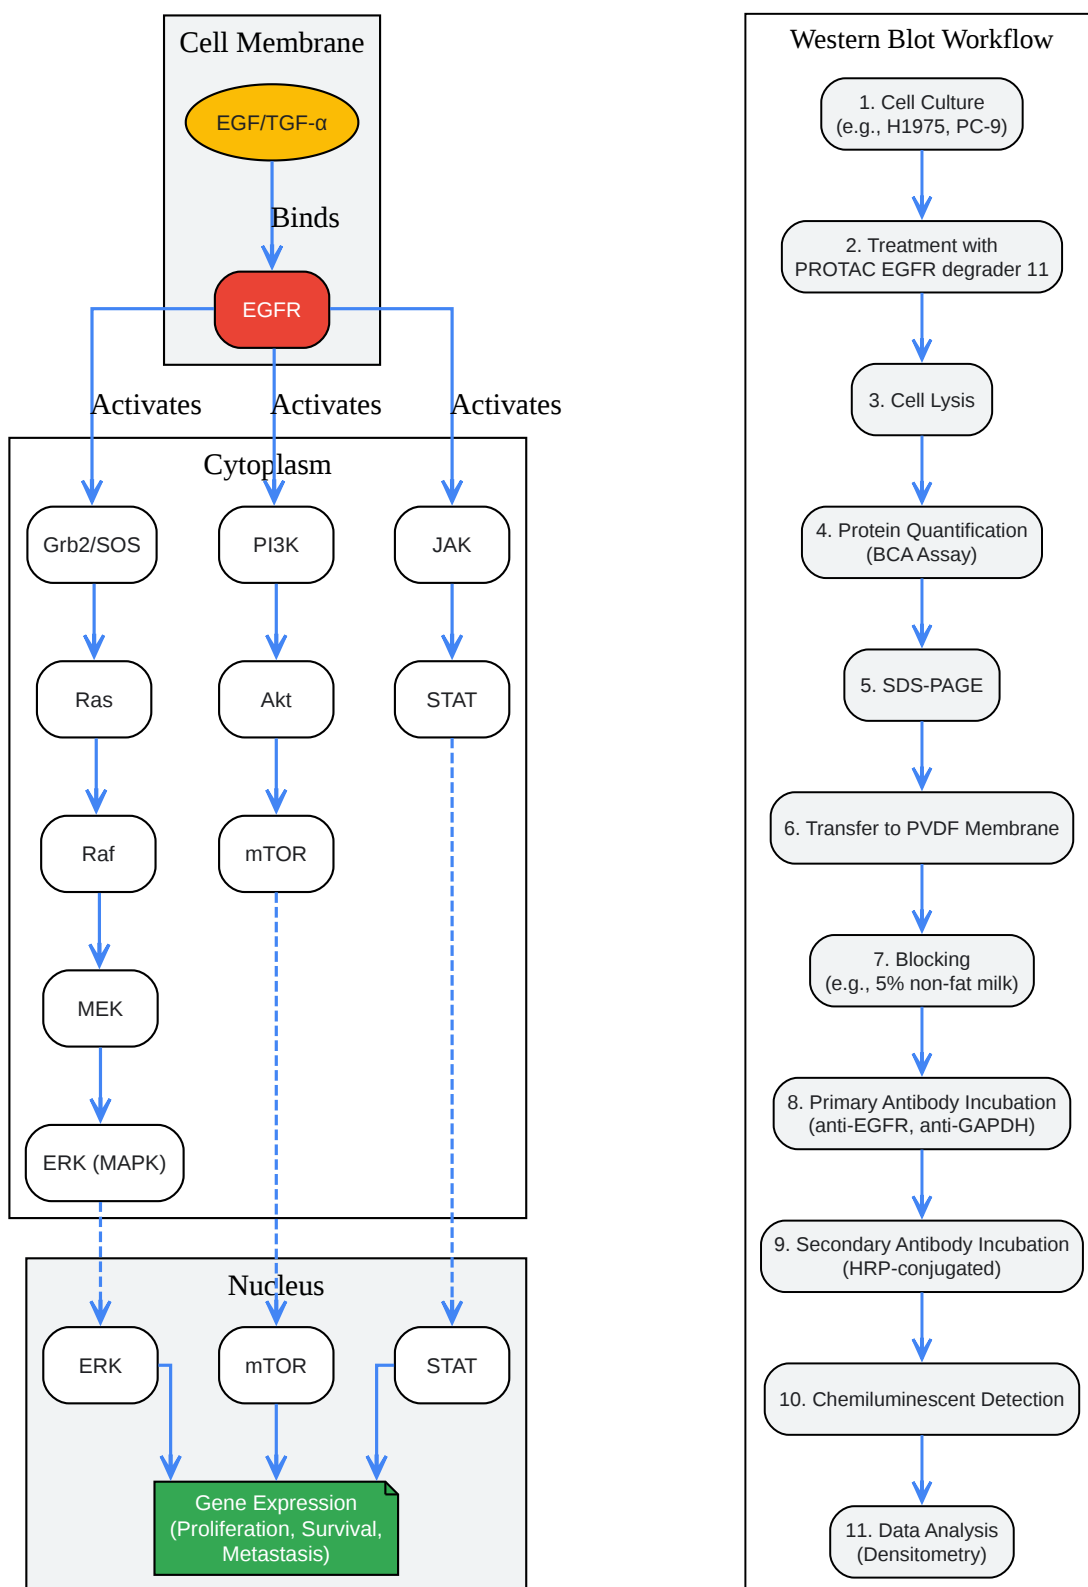 Cell Membrane
EGF/TGF-α
Binds
EGFR
Activates
Activates
Activates
Cytoplasm
Grb2/SOS
PI3K
JAK
Ras
Akt
STAT
Raf
mTOR
MEK
ERK (MAPK)
Nucleus
ERK
mTOR
STAT
Gene Expression
(Proliferation, Survival,
Metastasis)
Western Blot Workflow
1. Cell Culture
(e.g., H1975, PC-9)
2. Treatment with
PROTAC EGFR degrader 11
3. Cell Lysis
4. Protein Quantification
(BCA Assay)
5. SDS-PAGE
6. Transfer to PVDF Membrane
7. Blocking
(e.g., 5% non-fat milk)
8. Primary Antibody Incubation
(anti-EGFR, anti-GAPDH)
9. Secondary Antibody Incubation
(HRP-conjugated)
10. Chemiluminescent Detection
11. Data Analysis
(Densitometry)